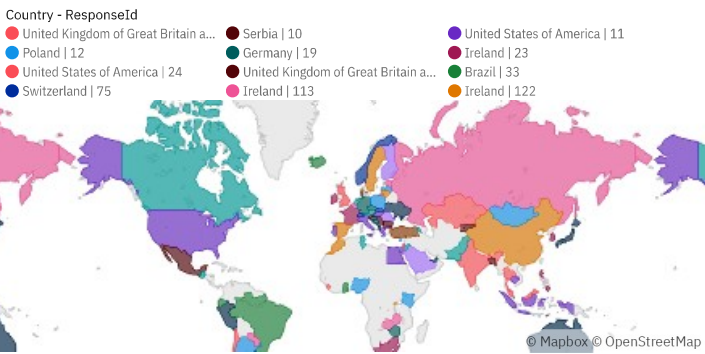 Country - ResponseId
United Kingdom of Great Britain a...
Serbia | 10
United States of America | 11
Poland | 12
Germany | 19
Ireland | 23
United States of America | 24
United Kingdom of Great Britain a...
Brazil | 33
Switzerland | 75
Ireland | 113
Ireland | 122
© Mapbox © OpenStreetMap